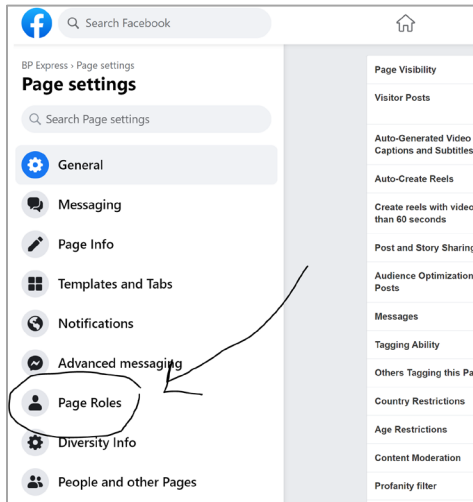 Search Facebook
BP Express › Page settings
Page settings
Search Page settings
General
Messaging
Page Info
Templates and Tabs
Notifications
Advanced messaging
Page Roles
Diversity Info
People and other Pages
Page Visibility
Visitor Posts
Auto-Generated Video
Captions and Subtitles
Auto-Create Reels
Create reels with video
than 60 seconds
Post and Story Sharing
Audience Optimization
Posts
Messages
Tagging Ability
Others Tagging this Pa
Country Restrictions
Age Restrictions
Content Moderation
Profanity filter